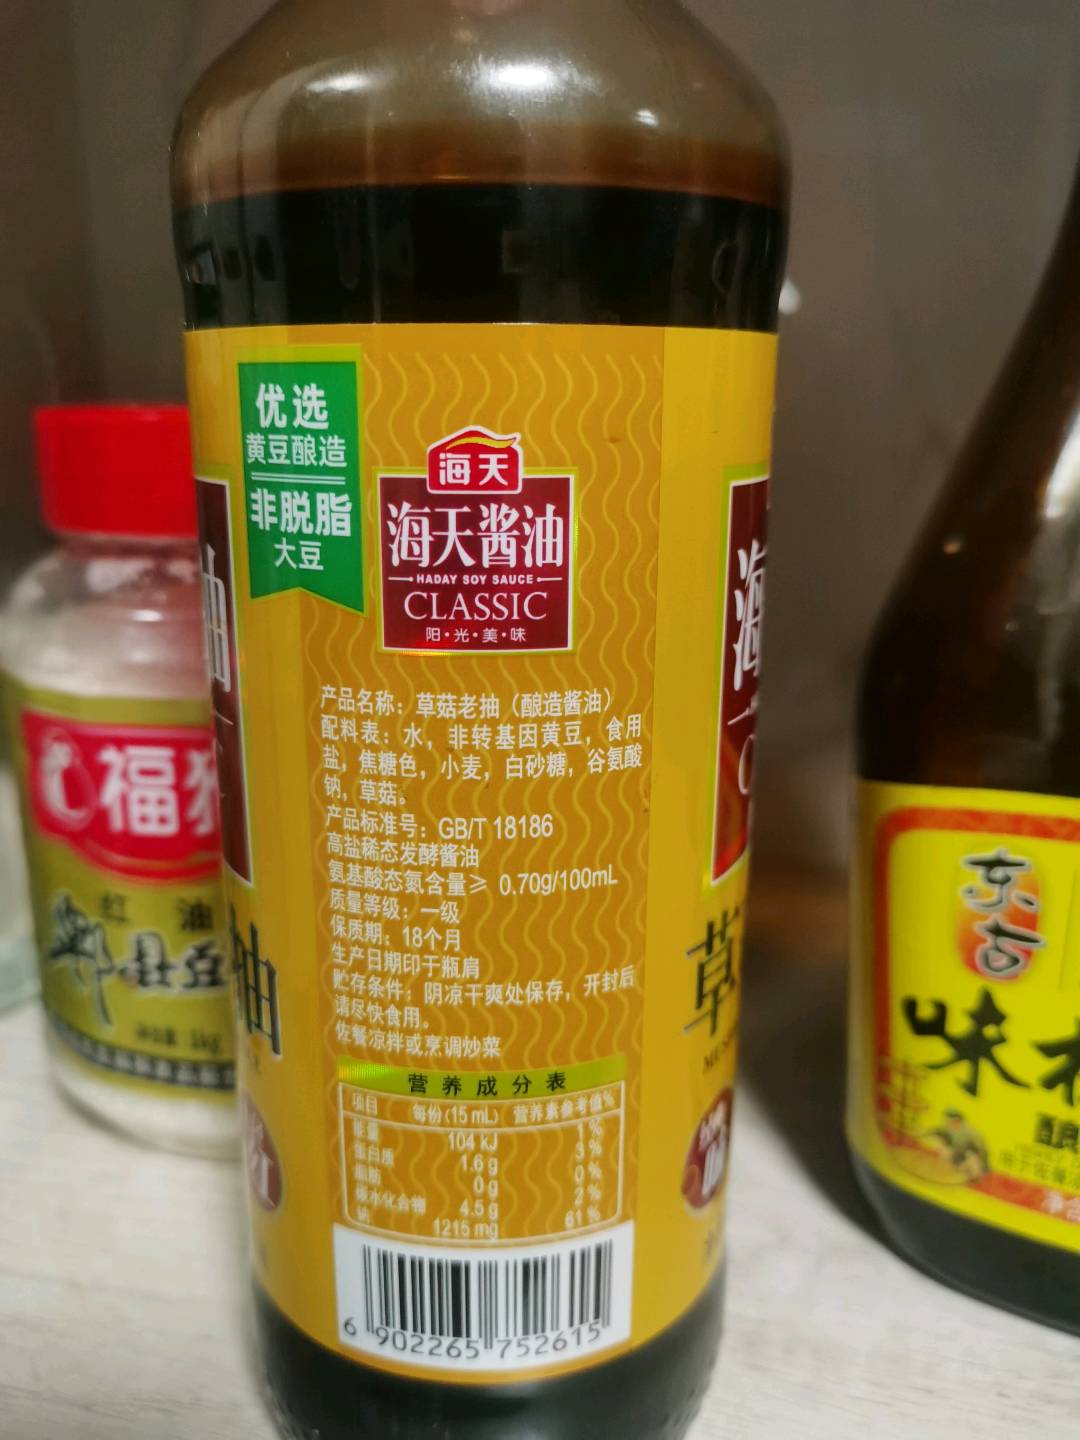 优选
黄豆酿造
非脱脂
大豆
海天
海天酱油
HADAY SOY SAUCE
CLASSIC
阳·光·美·味
产品名称：草菇老抽（酿造酱油）
配料表：水，非转基因黄豆，食用
盐，焦糖色，小麦，白砂糖，谷氨酸
钠，草菇。
产品标准号：GB/T 18186
高盐稀态发酵酱油
氨基酸态氮含量≥ 0.70g/100mL
质量等级：一级
保质期：18个月
生产日期印于瓶肩
贮存条件：阴凉干爽处保存，开封后
请尽快食用。
佐餐凉拌或烹调炒菜
营养成分表
项目 每份(15 mL) 营养素参考值%
能量 104 kJ 1 %
蛋白质 1.6 g 3 %
脂肪 0 g 0 %
碳水化合物 4.5 g 2 %
钠 1215 mg 61 %
6 902265 752615
油
抽
红
福
红油
郫县豆
海
草
东古
味
酿